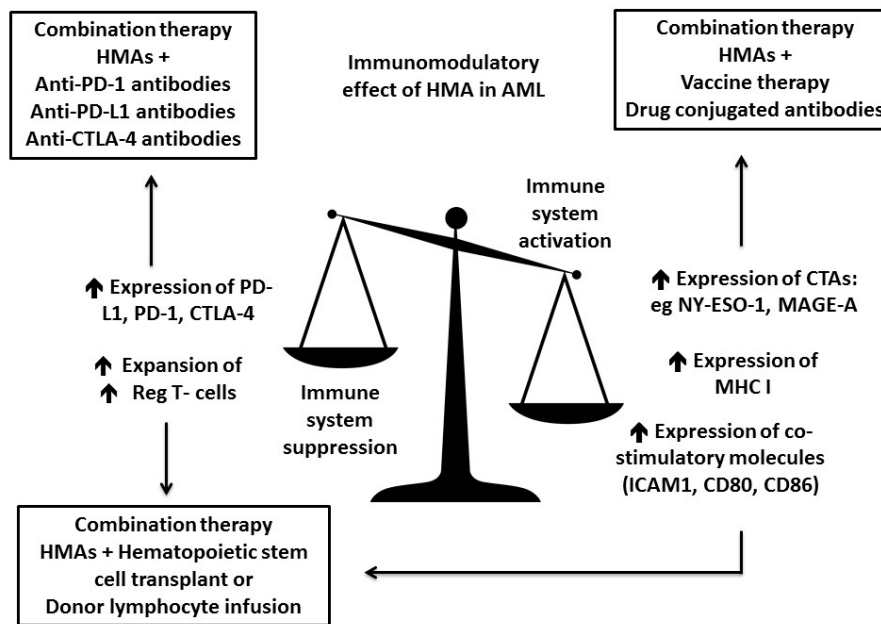 Combination therapy
HMAs +
Anti-PD-1 antibodies
Anti-PD-L1 antibodies
Anti-CTLA-4 antibodies
Immunomodulatory
effect of HMA in AML
Combination therapy
HMAs +
Vaccine therapy
Drug conjugated antibodies
Immune
system
activation
Expression of PD-
L1, PD-1, CTLA-4
Expansion of
Reg T- cells
Immune
system
suppression
Expression of CTAs:
eg NY-ESO-1, MAGE-A
Expression of
MHC I
Expression of co-
stimulatory molecules
(ICAM1, CD80, CD86)
Combination therapy
HMAs + Hematopoietic stem
cell transplant or
Donor lymphocyte infusion